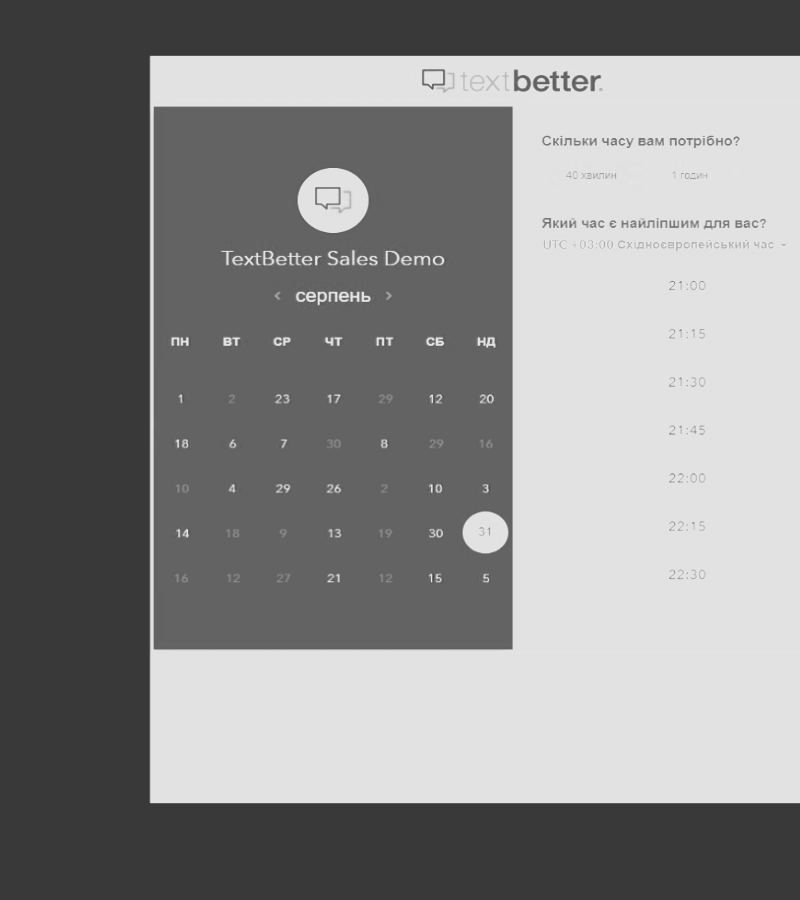 textbetter.
TextBetter Sales Demo
< серпень >
ПН ВТ СР ЧТ ПТ СБ НД
1 2 23 17 29 12 20
18 6 7 30 8 29 16
10 4 29 26 2 10 3
14 18 9 13 19 30 31
16 12 27 21 12 15 5
Скільки часу вам потрібно?
40 хвилин 1 годин
Який час є найліпшим для вас?
UTC +03:00 Східноєвропейський час
21:00
21:15
21:30
21:45
22:00
22:15
22:30